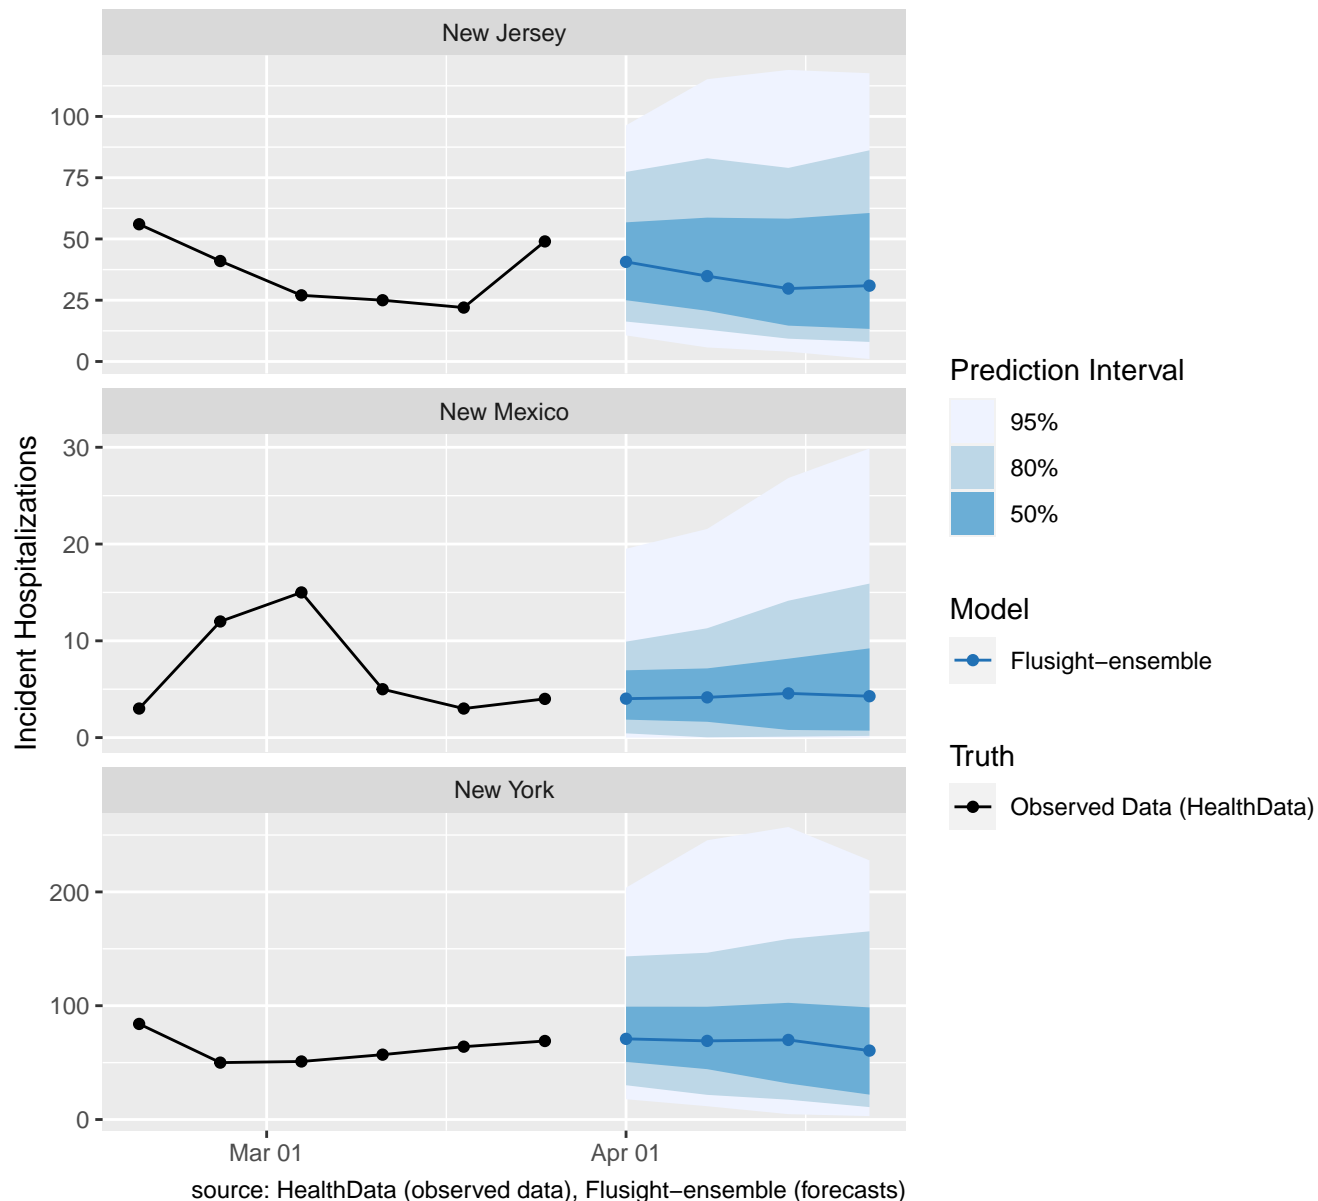 New Jersey
100
75
50
25
0
New Mexico
30
20
10
0
New York
200
100
0
Mar 01
Apr 01
Incident Hospitalizations
source: HealthData (observed data), Flusight−ensemble (forecasts)
Prediction Interval
95%
80%
50%
Model
Flusight−ensemble
Truth
Observed Data (HealthData)